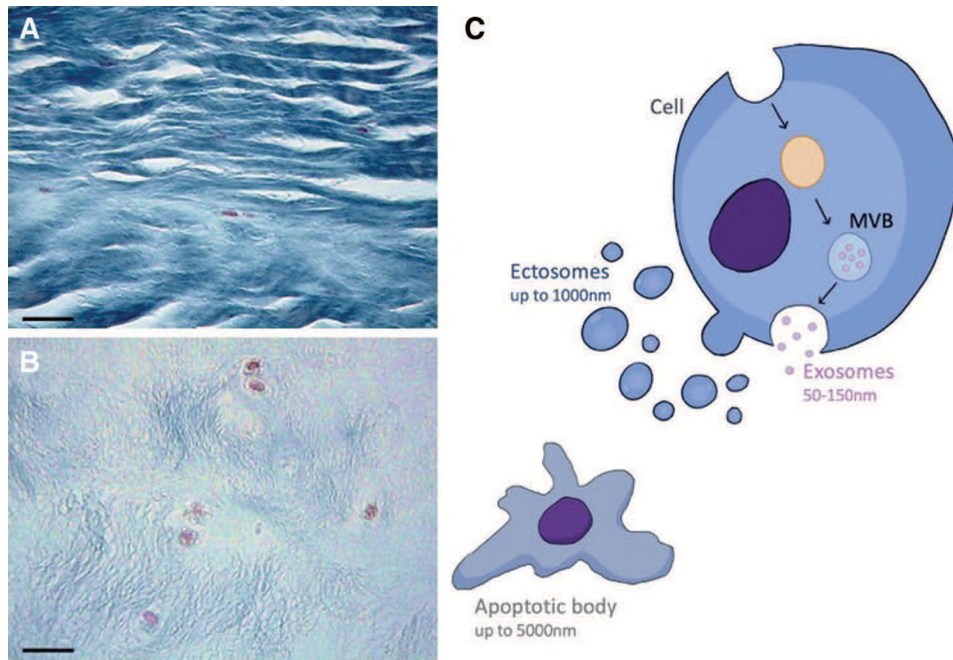 A
B
C
Cell
MVB
Ectosomes
up to 1000nm
Exosomes
50-150nm
Apoptotic body
up to 5000nm